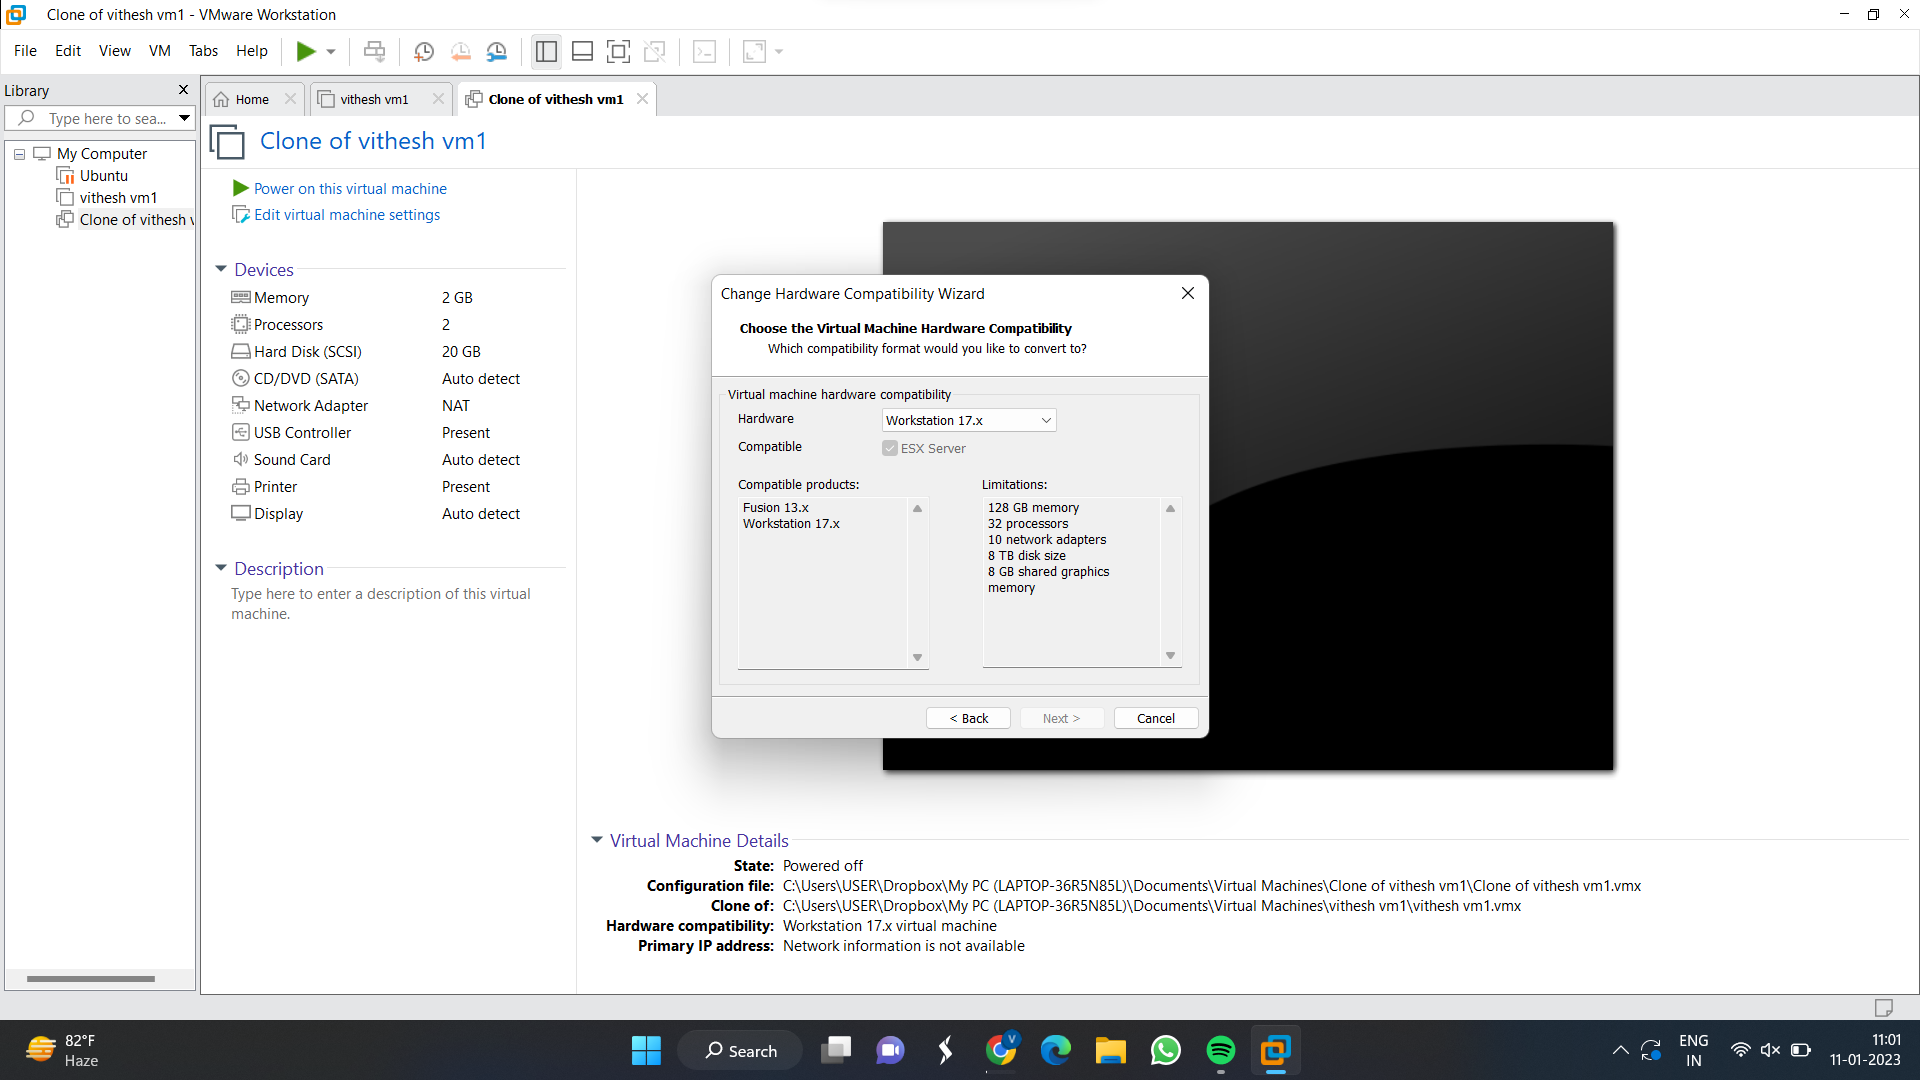 Clone of vithesh vm1 - VMware Workstation
File Edit View VM Tabs Help
Library
Home
vithesh vm1
Clone of vithesh vm1
Type here to sea...
My Computer
Ubuntu
vithesh vm1
Clone of vithesh v
Clone of vithesh vm1
Power on this virtual machine
Edit virtual machine settings
Devices
Memory 2 GB
Processors 2
Hard Disk (SCSI) 20 GB
CD/DVD (SATA) Auto detect
Network Adapter NAT
USB Controller Present
Sound Card Auto detect
Printer Present
Display Auto detect
Description
Type here to enter a description of this virtual
machine.
Change Hardware Compatibility Wizard
Choose the Virtual Machine Hardware Compatibility
Which compatibility format would you like to convert to?
Virtual machine hardware compatibility
Hardware Workstation 17.x
Compatible ESX Server
Compatible products:
Fusion 13.x
Workstation 17.x
Limitations:
128 GB memory
32 processors
10 network adapters
8 TB disk size
8 GB shared graphics
memory
< Back Next > Cancel
Virtual Machine Details
State: Powered off
Configuration file: C:\Users\USER\Dropbox\My PC (LAPTOP-36R5N85L)\Documents\Virtual Machines\Clone of vithesh vm1\Clone of vithesh vm1.vmx
Clone of: C:\Users\USER\Dropbox\My PC (LAPTOP-36R5N85L)\Documents\Virtual Machines\vithesh vm1\vithesh vm1.vmx
Hardware compatibility: Workstation 17.x virtual machine
Primary IP address: Network information is not available
82°F
Haze
Search
V
ENG
IN
11:01
11-01-2023